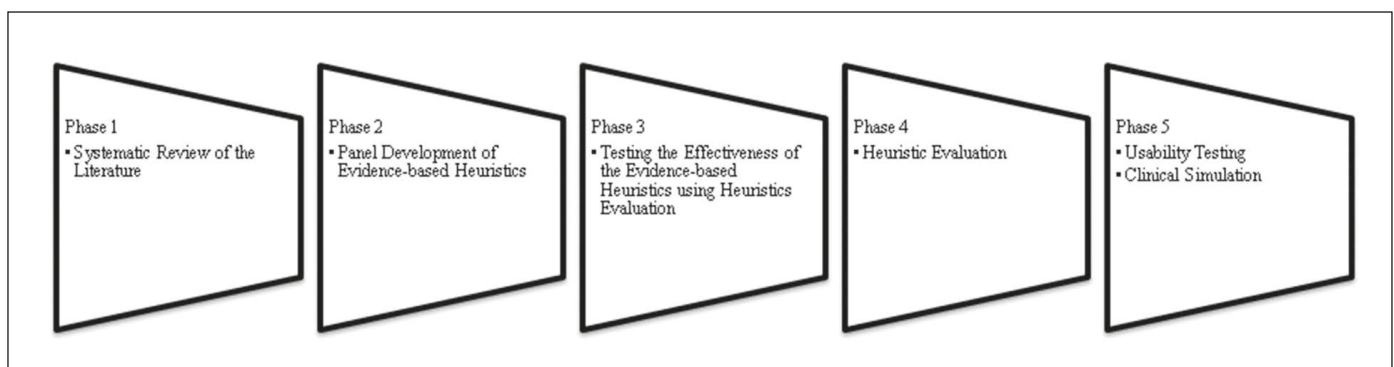 Phase 1
▪ Systematic Review of the
Literature
Phase 2
▪ Panel Development of
Evidence-based Heuristics
Phase 3
▪ Testing the Effectiveness of
the Evidence-based
Heuristics using Heuristics
Evaluation
Phase 4
▪ Heuristic Evaluation
Phase 5
▪ Usability Testing
▪ Clinical Simulation